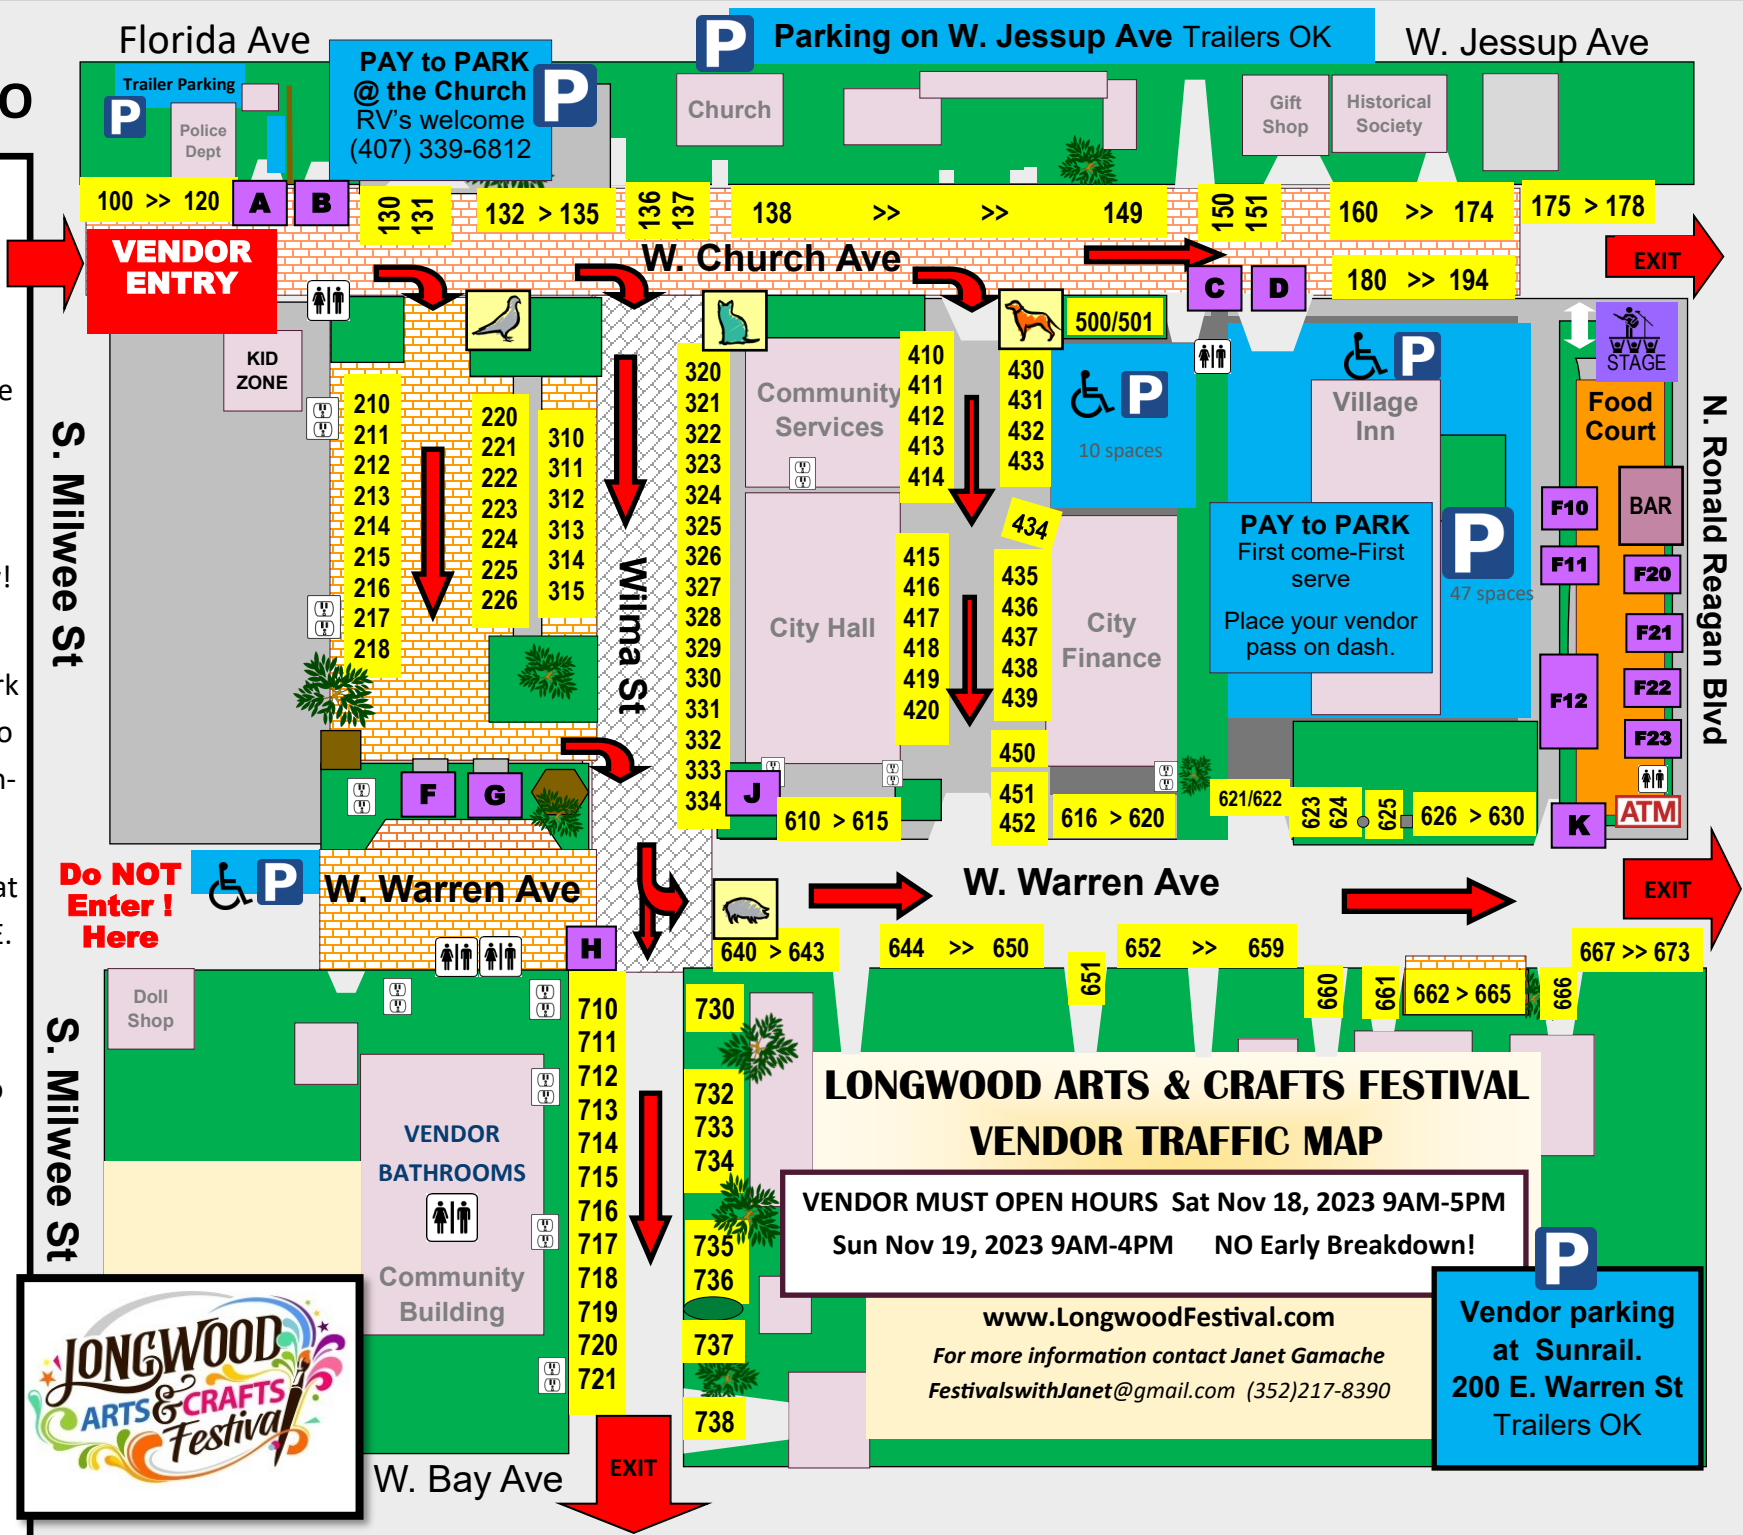 Florida Ave
Parking on W. Jessup Ave Trailers OK
W. Jessup Ave
Trailer Parking
P
PAY to PARK
@ the Church
RV's welcome
(407) 339-6812
P
P
Police
Dept
Church
Gift
Shop
Historical
Society
O
100 >> 120
A
B
130
131
132 > 135
136
137
138 >> >> 149
150
151
160 >> 174
175 > 178
VENDOR
ENTRY
W. Church Ave
EXIT
C
D
180 >> 194
500/501
STAGE
KID
ZONE
S. Milwee St
210
211
212
213
214
215
216
217
218
220
221
222
223
224
225
226
310
311
312
313
314
315
Wilma St
320
321
322
323
324
325
326
327
328
329
330
331
332
333
334
Community
Services
City Hall
410
411
412
413
414
415
416
417
418
419
420
430
431
432
433
434
435
436
437
438
439
450
451
452
P
10 spaces
City
Finance
P
Village
Inn
PAY to PARK
First come-First
serve
Place your vendor
pass on dash.
P
47 spaces
Food
Court
BAR
F10
F11
F12
F20
F21
F22
F23
N. Ronald Reagan Blvd
ATM
K
F
G
J
610 > 615
616 > 620
621/622
623
624
625
626 > 630
Do NOT
Enter !
Here
P
W. Warren Ave
W. Warren Ave
EXIT
H
640 > 643
644 >> 650
651
652 >> 659
660
661
662 > 665
666
667 >> 673
Doll
Shop
S. Milwee St
VENDOR
BATHROOMS
Community
Building
710
711
712
713
714
715
716
717
718
719
720
721
730
732
733
734
735
736
737
738
LONGWOOD ARTS & CRAFTS FESTIVAL
VENDOR TRAFFIC MAP
VENDOR MUST OPEN HOURS Sat Nov 18, 2023 9AM-5PM
Sun Nov 19, 2023 9AM-4PM NO Early Breakdown!
www.LongwoodFestival.com
For more information contact Janet Gamache
FestivalswithJanet@gmail.com (352)217-8390
P
Vendor parking
at Sunrail.
200 E. Warren St
Trailers OK
LONGWOOD
ARTS & CRAFTS
Festival
W. Bay Ave
EXIT